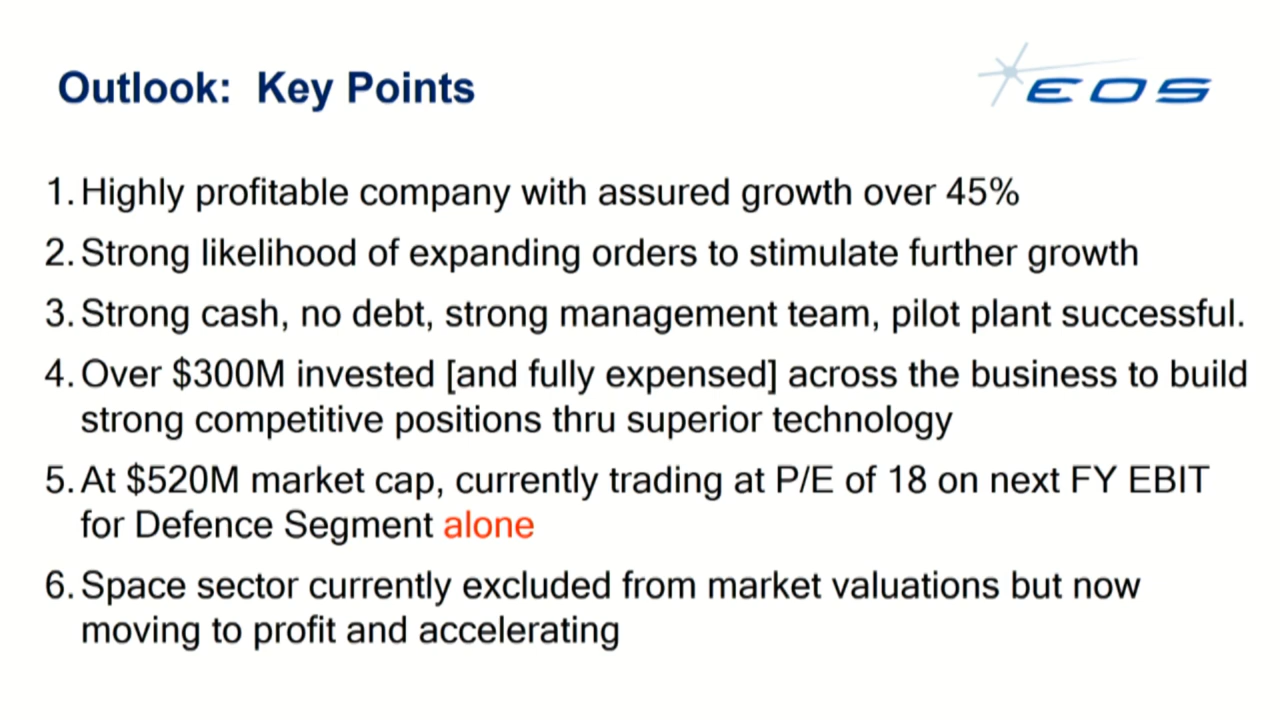 Outlook: Key Points
EOS
1. Highly profitable company with assured growth over 45%
2. Strong likelihood of expanding orders to stimulate further growth
3. Strong cash, no debt, strong management team, pilot plant successful.
4. Over $300M invested [and fully expensed] across the business to build
strong competitive positions thru superior technology
5. At $520M market cap, currently trading at P/E of 18 on next FY EBIT
for Defence Segment alone
6. Space sector currently excluded from market valuations but now
moving to profit and accelerating